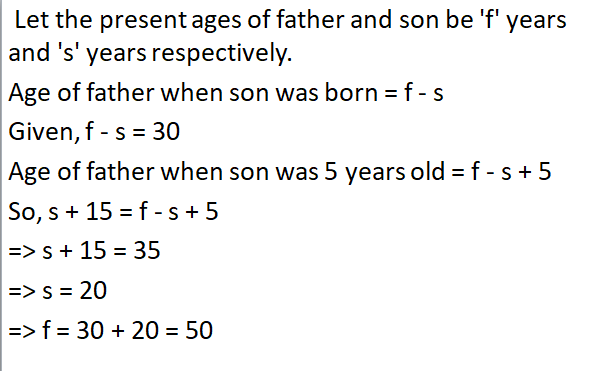 Let the present ages of father and son be 'f' years
and 's' years respectively.
Age of father when son was born = f - s
Given, f - s = 30
Age of father when son was 5 years old = f - s + 5
So, s + 15 = f - s + 5
=> s + 15 = 35
=> s = 20
=> f = 30 + 20 = 50